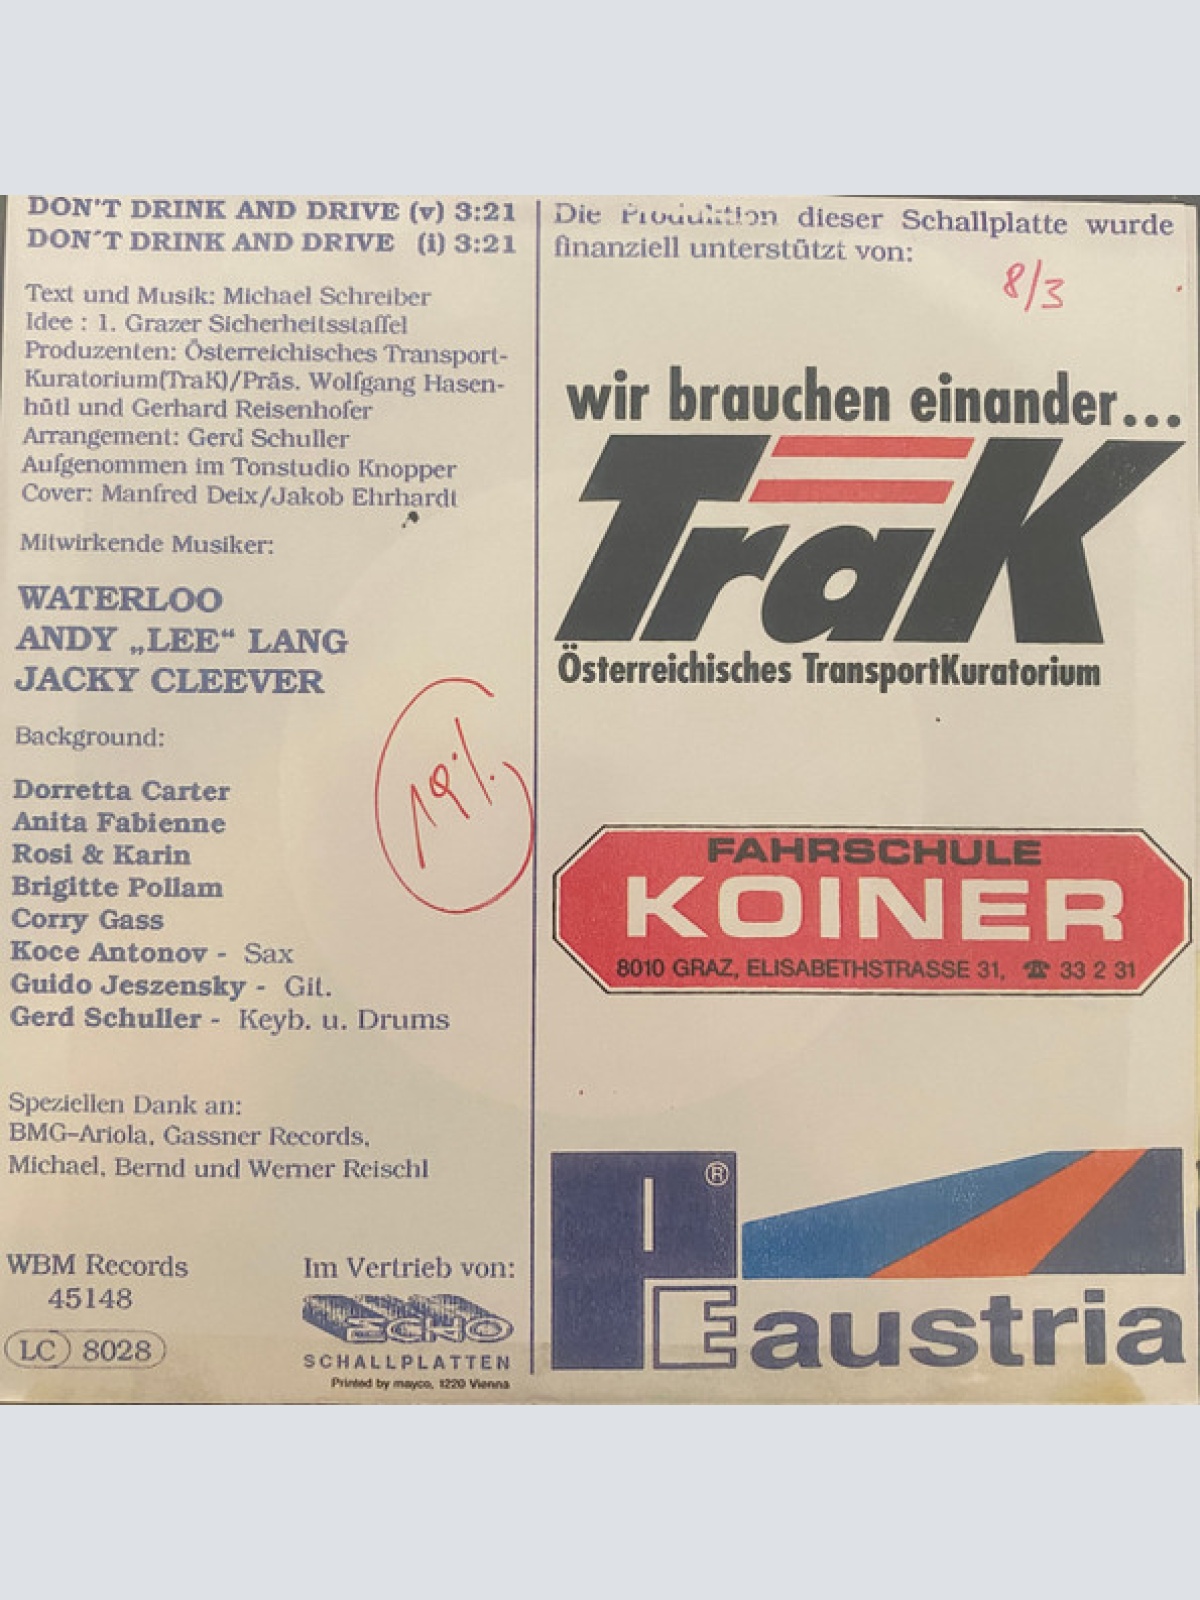 DON'T DRINK AND DRIVE (v) 3:21
DON´T DRINK AND DRIVE (i) 3:21
Text und Musik: Michael Schreiber
Idee : 1. Grazer Sicherheitsstaffel
Produzenten: Österreichisches Transport-
Kuratorium(TraK)/Präs. Wolfgang Hasen-
hütl und Gerhard Reisenhofer
Arrangement: Gerd Schuller
Aufgenommen im Tonstudio Knopper
Cover: Manfred Deix/Jakob Ehrhardt
Mitwirkende Musiker:
WATERLOO
ANDY „LEE“ LANG
JACKY CLEEVER
Background:
Dorretta Carter
Anita Fabienne
Rosi & Karin
Brigitte Pollam
Corry Gass
Koce Antonov - Sax
Guido Jeszensky - Git.
Gerd Schuller - Keyb. u. Drums
Speziellen Dank an:
BMG-Ariola, Gassner Records,
Michael, Bernd und Werner Reischl
WBM Records
45148
LC 8028
Im Vertrieb von:
ECHO
SCHALLPLATTEN
Printed by mayco, 1220 Vienna
Die Produktion dieser Schallplatte wurde
finanziell unterstützt von:
8/3
wir brauchen einander...
TraK
Österreichisches TransportKuratorium
FAHRSCHULE
KOINER
8010 GRAZ, ELISABETHSTRASSE 31, ☎ 33 2 31
PE austria
®